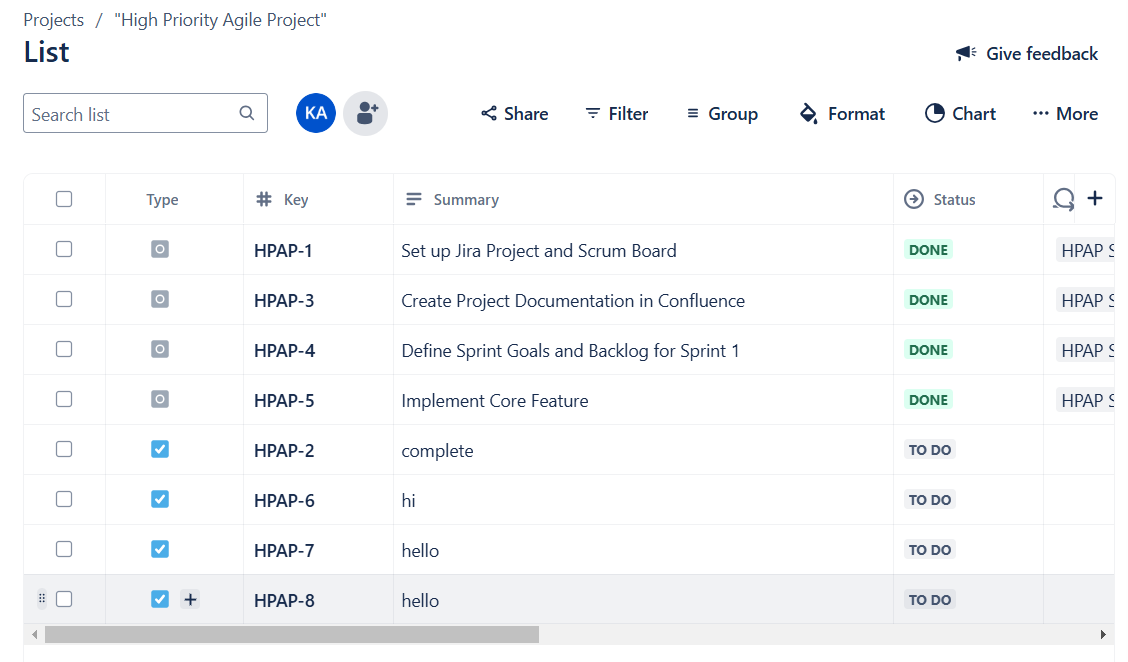 Projects / "High Priority Agile Project"
List
Give feedback
Search list KA Share Filter Group Format Chart More
Type Key Summary Status
HPAP-1 Set up Jira Project and Scrum Board DONE HPAP S
HPAP-3 Create Project Documentation in Confluence DONE HPAP S
HPAP-4 Define Sprint Goals and Backlog for Sprint 1 DONE HPAP S
HPAP-5 Implement Core Feature DONE HPAP S
HPAP-2 complete TO DO
HPAP-6 hi TO DO
HPAP-7 hello TO DO
HPAP-8 hello TO DO